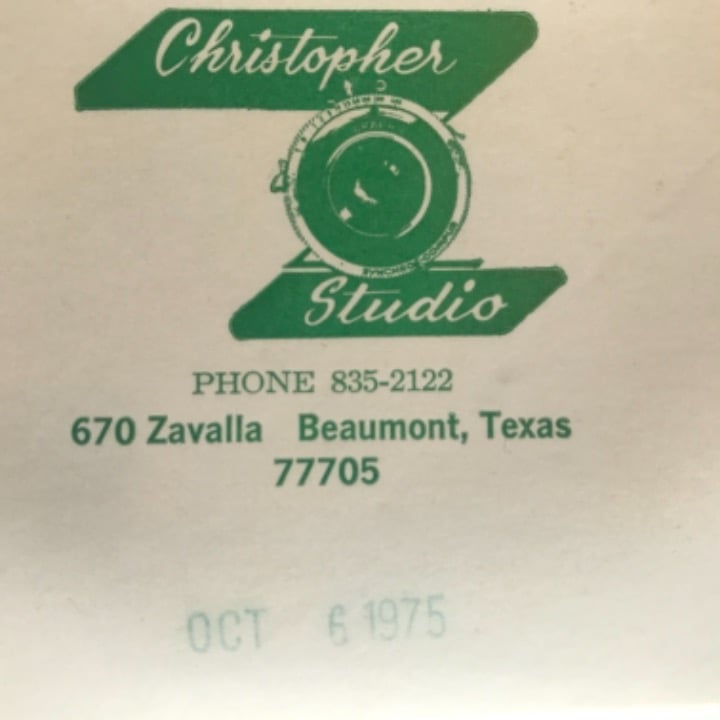 Christopher
Studio
PHONE 835-2122
670 Zavalla Beaumont, Texas
77705
OCT 6 1975